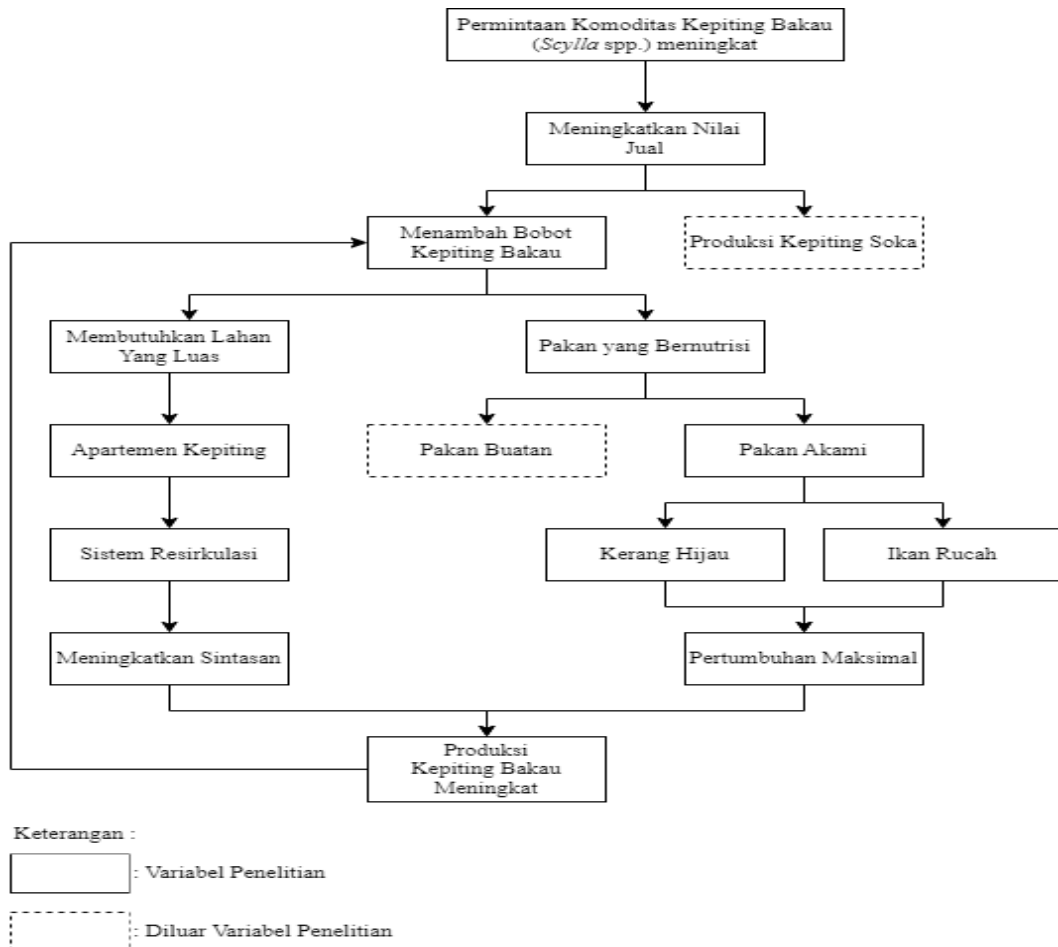 Permintaan Komoditas Kepiting Bakau
(Scylla spp.) meningkat
Meningkatkan Nilai
Jual
Menambah Bobot
Kepiting Bakau
Produksi Kepiting Soka
Membutuhkan Lahan
Yang Luas
Pakan yang Bernutrisi
Apartemen Kepiting
Pakan Buatan
Pakan Akami
Sistem Resirkulasi
Kerang Hijau
Ikan Rucah
Meningkatkan Sintasan
Pertumbuhan Maksimal
Produksi
Kepiting Bakau
Meningkat
Keterangan :
: Variabel Penelitian
: Diluar Variabel Penelitian